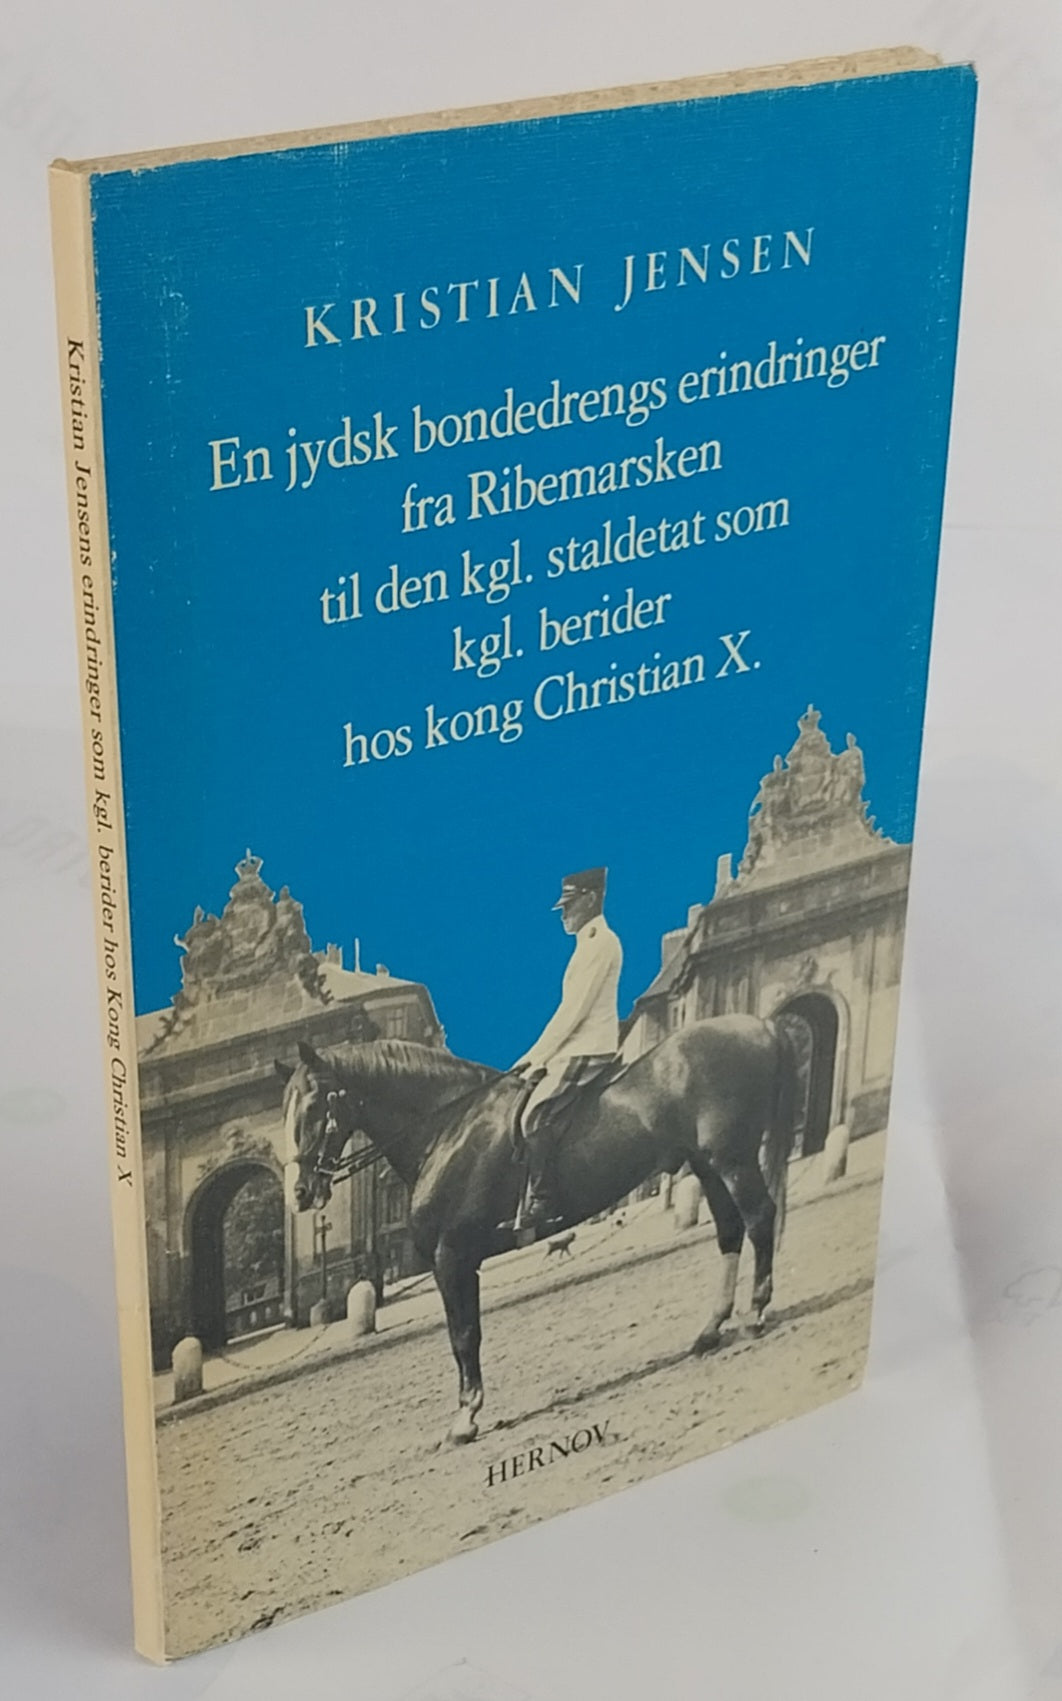 KRISTIAN JENSEN
En jydsk bondedrengs erindringer
fra Ribemarsken
til den kgl. staldetat som
kgl. berider
hos kong Christian X.
HERNOV
Kristian Jensens erindringer som kgl. berider hos Kong Christian X